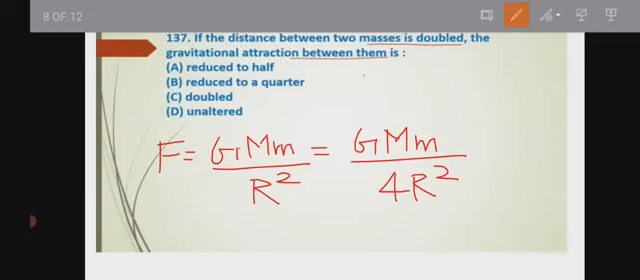 8 OF 12
137. If the distance between two masses is doubled, the
gravitational attraction between them is :
(A) reduced to half
(B) reduced to a quarter
(C) doubled
(D) unaltered
F = GMm/R² = GMm/4R²